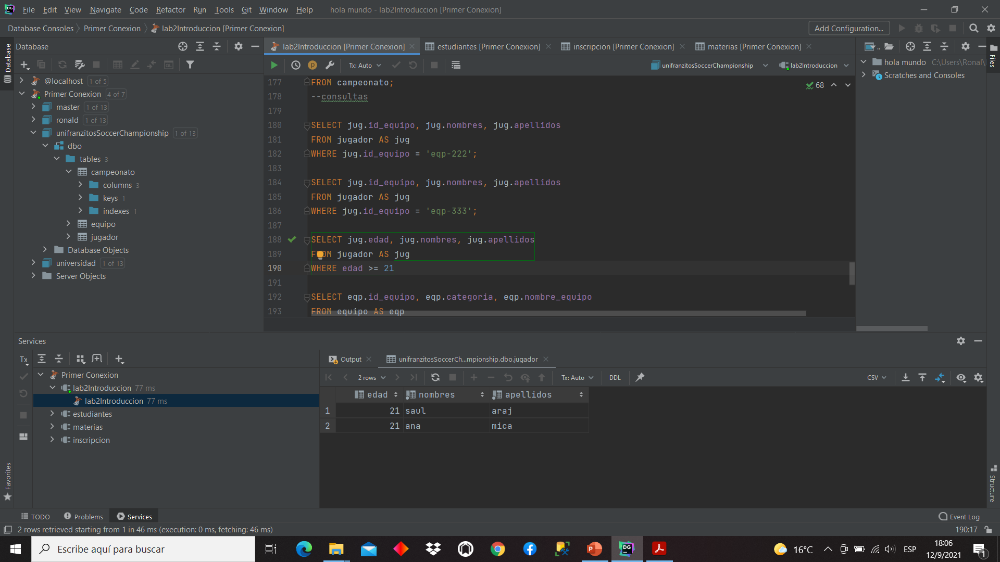 File Edit View Navigate Code Refactor Run Tools Git Window Help hola mundo - lab2Introduccion [Primer Conexion]
Database Consoles Primer Conexion lab2Introduccion [Primer Conexion] Add Configuration...
Database
Database
@localhost 1 of 5
Primer Conexion 4 of 7
master 1 of 13
ronald 1 of 13
unifranzitosSoccerChampionship 1 of 13
dbo
tables 3
campeonato
columns 3
keys 1
indexes 1
equipo
jugador
Database Objects
universidad 1 of 13
Server Objects
lab2Introduccion [Primer Conexion] estudiantes [Primer Conexion] inscripcion [Primer Conexion] materias [Primer Conexion]
Tx: Auto unifranzitosSoccerChampionship lab2Introduccion
68
177 FROM campeonato;
178 --consultas
179
180 SELECT jug.id_equipo, jug.nombres, jug.apellidos
181 FROM jugador AS jug
182 WHERE jug.id_equipo = 'eqp-222';
183
184 SELECT jug.id_equipo, jug.nombres, jug.apellidos
185 FROM jugador AS jug
186 WHERE jug.id_equipo = 'eqp-333';
187
188 SELECT jug.edad, jug.nombres, jug.apellidos
189 FROM jugador AS jug
190 WHERE edad >= 21
191
192 SELECT eqp.id_equipo, eqp.categoria, eqp.nombre_equipo
193 FROM equipo AS eqp
hola mundo C:\Users\Ronal\
Scratches and Consoles
Files
Services
Tx
Primer Conexion
lab2Introduccion 77 ms
lab2Introduccion 77 ms
estudiantes
materias
inscripcion
Output unifranzitosSoccerCh...mpionship.dbo.jugador
2 rows Tx: Auto DDL CSV
edad nombres apellidos
1 21 saul araj
2 21 ana mica
Favorites
Structure
TODO Problems Services Event Log
2 rows retrieved starting from 1 in 46 ms (execution: 0 ms, fetching: 46 ms) 190:17
Escribe aquí para buscar
16°C ESP
18:06
12/9/2021
1